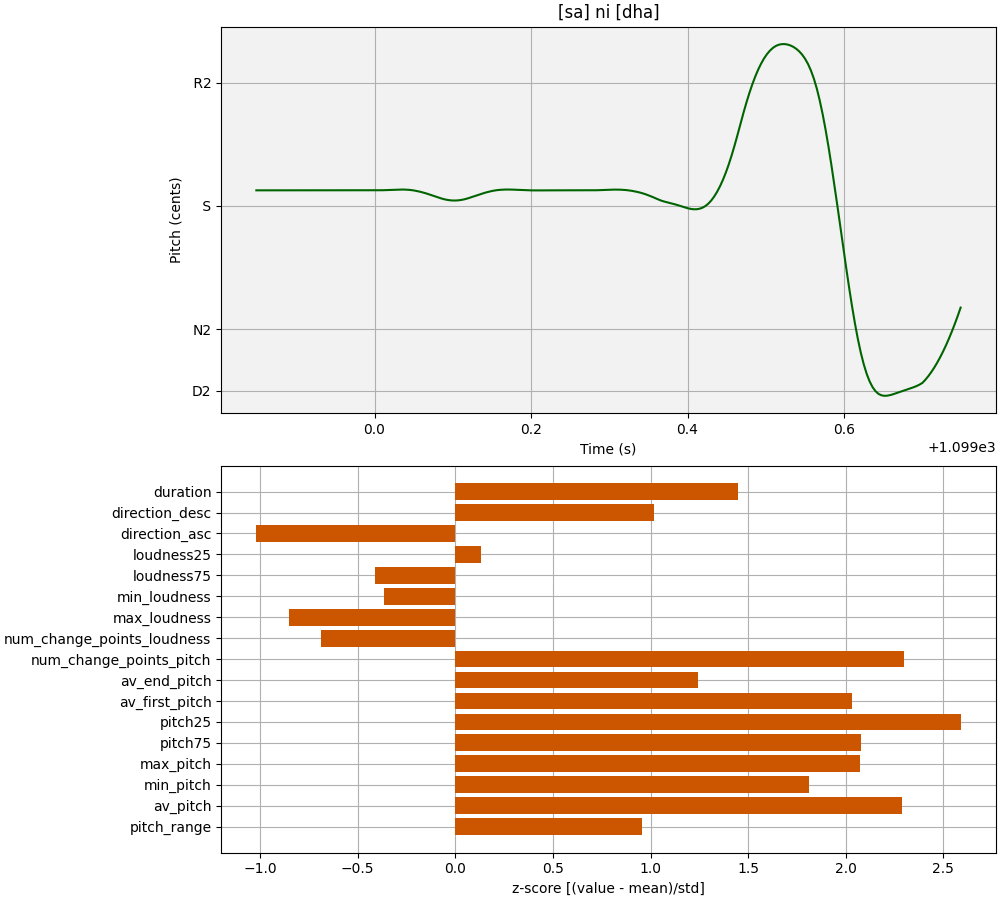 [sa] ni [dha]
R2
S
N2
D2
Pitch (cents)
0.0 0.2 0.4 0.6
Time (s)
+1.099e3
duration
direction_desc
direction_asc
loudness25
loudness75
min_loudness
max_loudness
num_change_points_loudness
num_change_points_pitch
av_end_pitch
av_first_pitch
pitch25
pitch75
max_pitch
min_pitch
av_pitch
pitch_range
−1.0 −0.5 0.0 0.5 1.0 1.5 2.0 2.5
z-score [(value - mean)/std]